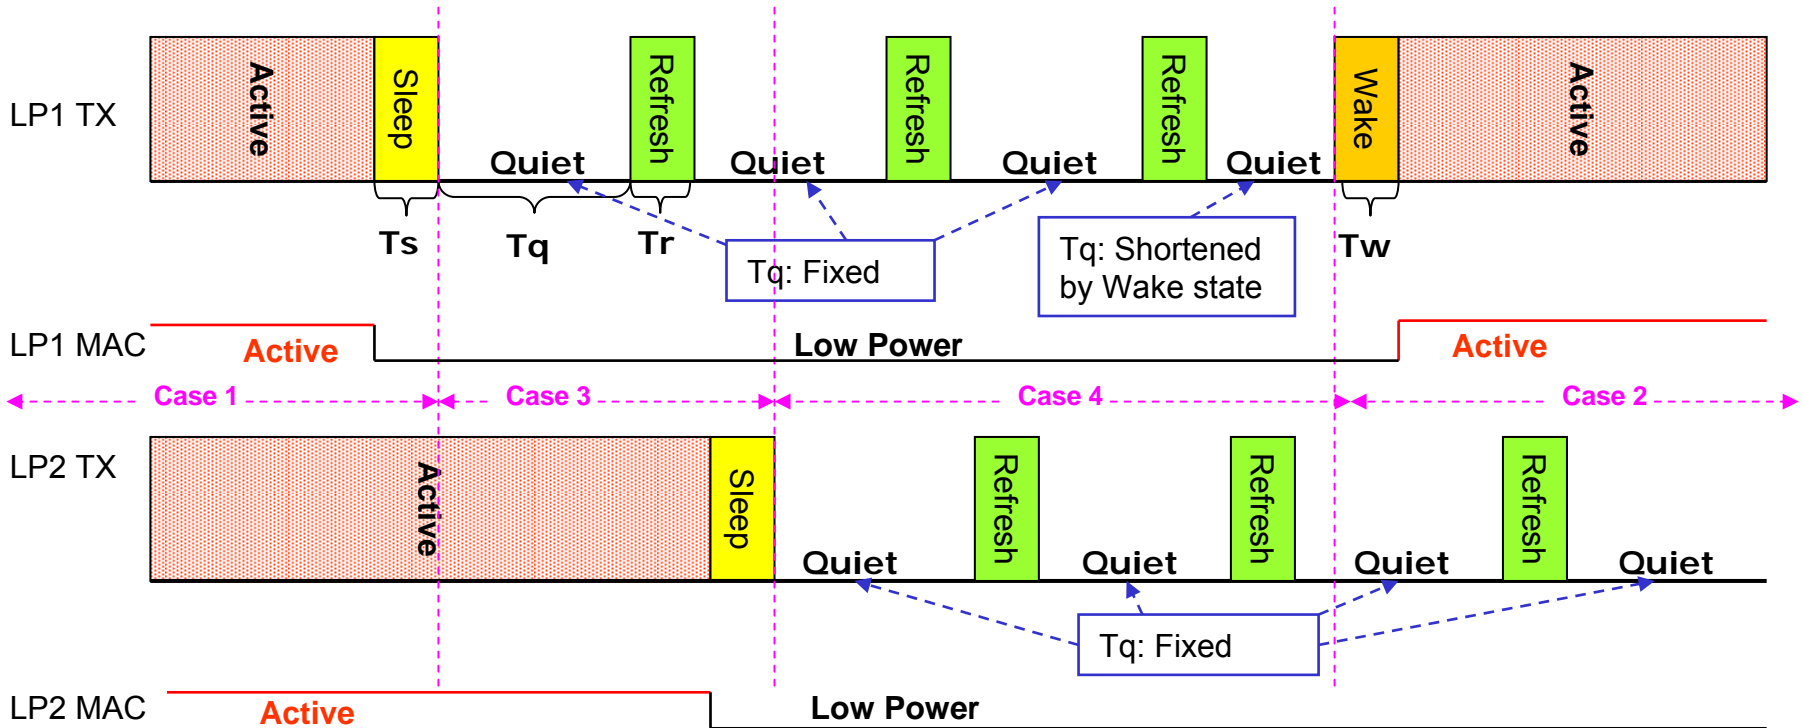 LP1 TX
Active
Sleep
Quiet
Refresh
Quiet
Refresh
Quiet
Refresh
Quiet
Wake
Active
Ts
Tq
Tr
Tq: Fixed
Tq: Shortened
by Wake state
Tw
LP1 MAC
Active
Low Power
Active
Case 1
Case 3
Case 4
Case 2
LP2 TX
Active
Sleep
Quiet
Refresh
Quiet
Refresh
Quiet
Refresh
Quiet
Tq: Fixed
LP2 MAC
Active
Low Power